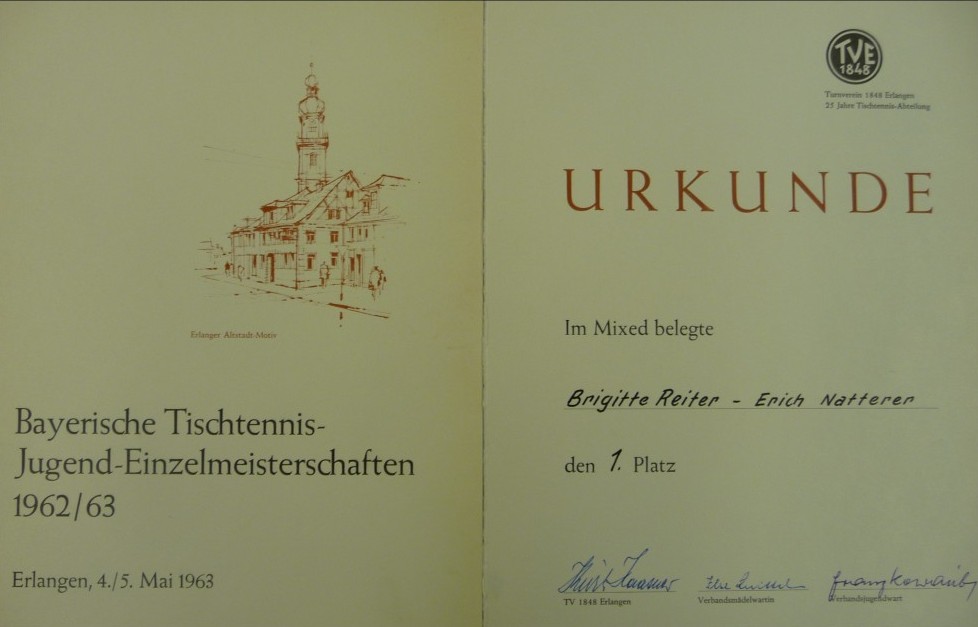 Erlanger Altstadt-Motiv
Bayerische Tischtennis-
Jugend-Einzelmeisterschaften
1962/63
Erlangen, 4./5. Mai 1963
TVE
1848
Turnverein 1848 Erlangen
25 Jahre Tischtennis-Abteilung
URKUNDE
Im Mixed belegte
Brigitte Reiter - Erich Natterer
den 1. Platz
TV 1848 Erlangen
Verbandsmädelwartin
Verbandsjugendwart